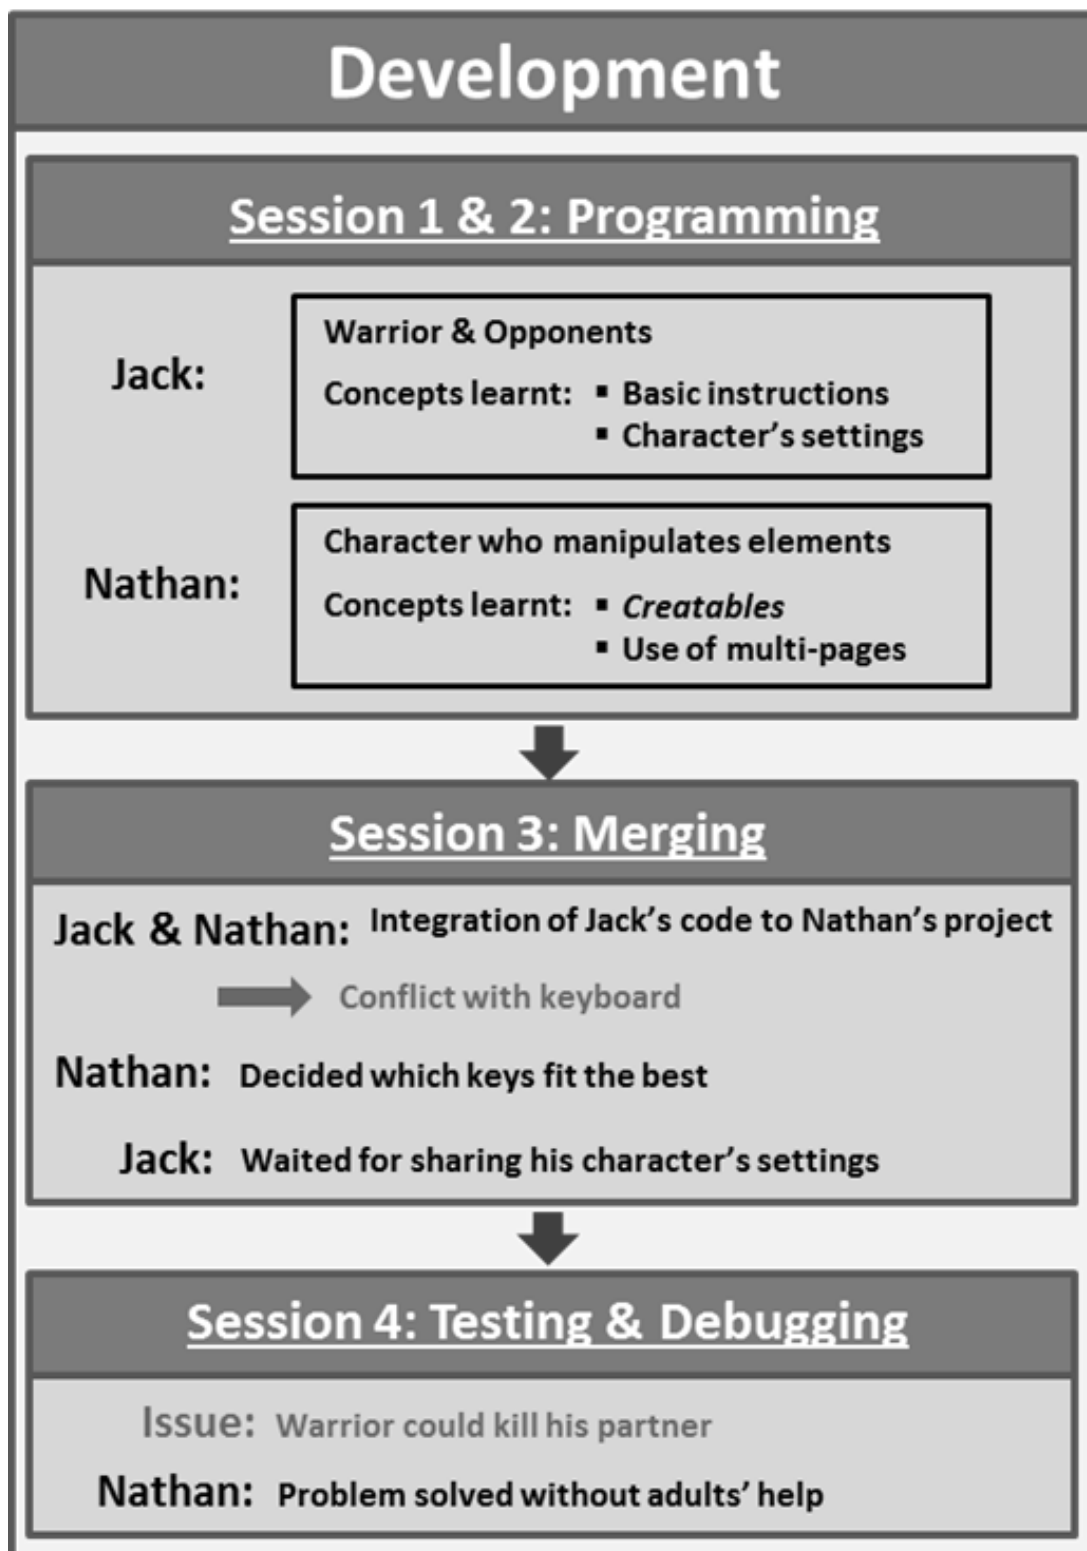 Development
Session 1 & 2: Programming
Jack:
Warrior & Opponents
Concepts learnt: ▪ Basic instructions
▪ Character's settings
Nathan:
Character who manipulates elements
Concepts learnt: ▪ Creatables
▪ Use of multi-pages
Session 3: Merging
Jack & Nathan: Integration of Jack's code to Nathan's project
Conflict with keyboard
Nathan: Decided which keys fit the best
Jack: Waited for sharing his character's settings
Session 4: Testing & Debugging
Issue: Warrior could kill his partner
Nathan: Problem solved without adults' help